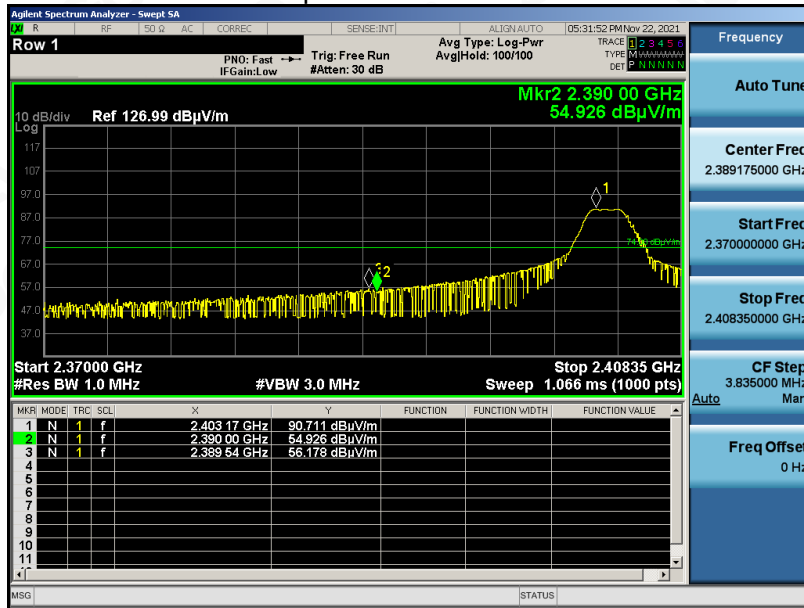 Agilent Spectrum Analyzer - Swept SA
LXI R RF 50 Ω AC CORREC SENSE:INT ALIGN AUTO 05:31:52 PM Nov 22, 2021
Row 1
PNO: Fast
IFGain:Low
Trig: Free Run
#Atten: 30 dB
Avg Type: Log-Pwr
Avg|Hold: 100/100
TRACE 1 2 3 4 5 6
TYPE M
DET P N N N N N
Mkr2 2.390 00 GHz
54.926 dBµV/m
10 dB/div Ref 126.99 dBµV/m
Log
117
107
97.0
87.0
77.0
67.0
57.0
47.0
37.0
1
2
Start 2.37000 GHz Stop 2.40835 GHz
#Res BW 1.0 MHz #VBW 3.0 MHz Sweep 1.066 ms (1000 pts)
MKR MODE TRC SCL X Y FUNCTION FUNCTION WIDTH FUNCTION VALUE
1 N 1 f 2.403 17 GHz 90.711 dBµV/m
2 N 1 f 2.390 00 GHz 54.926 dBµV/m
3 N 1 f 2.389 54 GHz 56.178 dBµV/m
4
5
6
7
8
9
10
11
MSG STATUS
Frequency
Auto Tune
Center Freq
2.389175000 GHz
Start Freq
2.370000000 GHz
Stop Freq
2.408350000 GHz
CF Step
3.835000 MHz
Auto Man
Freq Offset
0 Hz